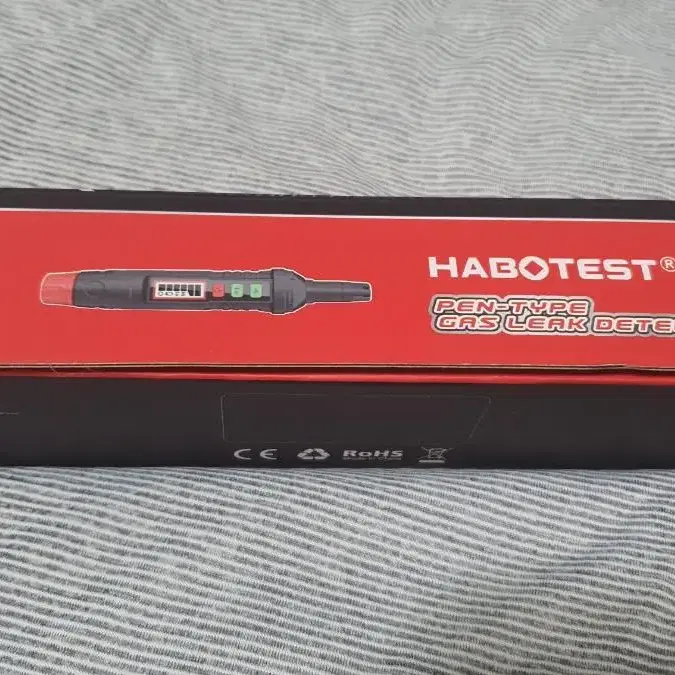 HABOTEST®
PEN-TYPE
GAS LEAK DETE
CE RoHS